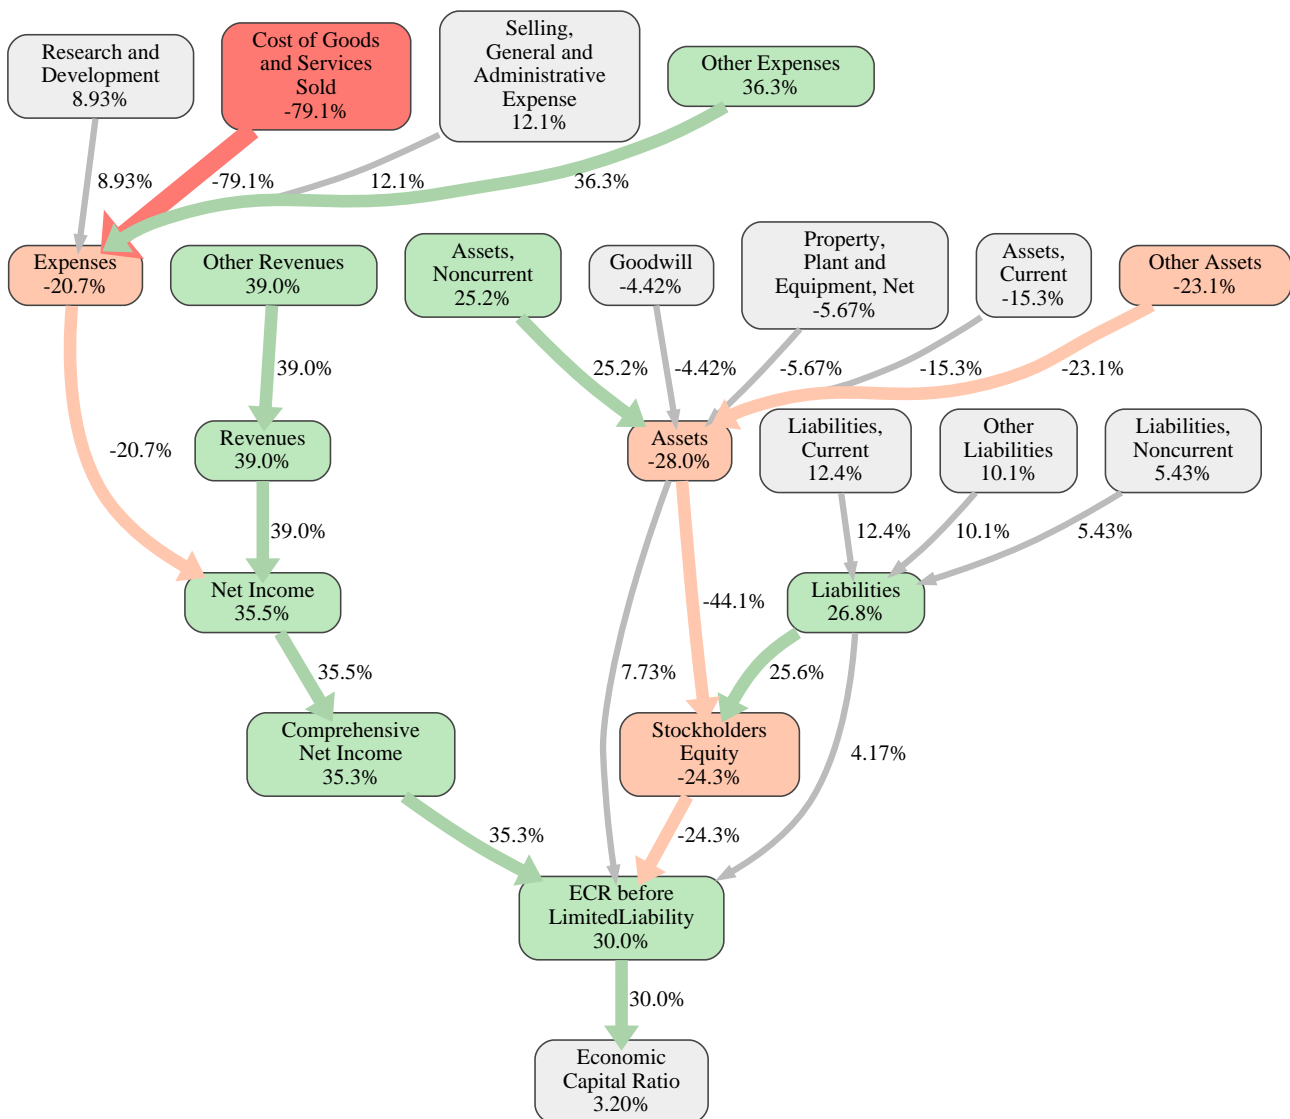 Research and
Development
8.93%
Cost of Goods
and Services
Sold
-79.1%
Selling,
General and
Administrative
Expense
12.1%
Other Expenses
36.3%
8.93%
-79.1%
12.1%
36.3%
Expenses
-20.7%
Other Revenues
39.0%
Assets,
Noncurrent
25.2%
Goodwill
-4.42%
Property,
Plant and
Equipment, Net
-5.67%
Assets,
Current
-15.3%
Other Assets
-23.1%
39.0%
25.2%
-4.42%
-5.67%
-15.3%
-23.1%
-20.7%
Revenues
39.0%
Assets
-28.0%
Liabilities,
Current
12.4%
Other
Liabilities
10.1%
Liabilities,
Noncurrent
5.43%
39.0%
12.4%
10.1%
5.43%
Net Income
35.5%
-44.1%
Liabilities
26.8%
35.5%
7.73%
25.6%
4.17%
Comprehensive
Net Income
35.3%
Stockholders
Equity
-24.3%
35.3%
-24.3%
ECR before
LimitedLiability
30.0%
30.0%
Economic
Capital Ratio
3.20%